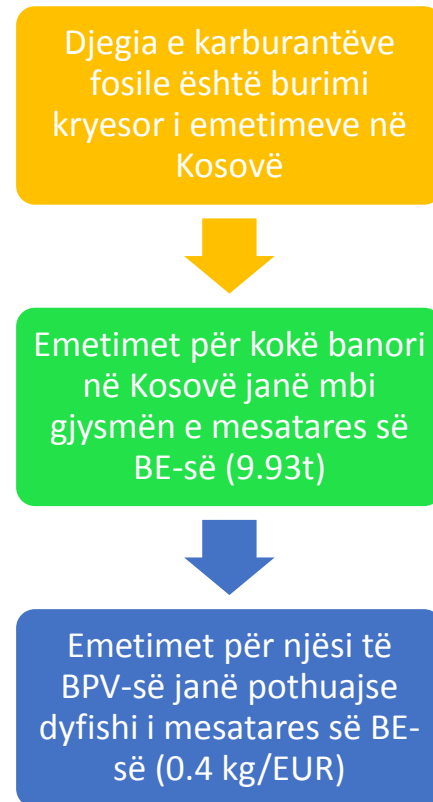 Djegia e karburantëve
fosile është burimi
kryesor i emetimeve në
Kosovë
Emetimet për kokë banori
në Kosovë janë mbi
gjysmën e mesatares së
BE-së (9.93t)
Emetimet për njësi të
BPV-së janë pothuajse
dyfishi i mesatares së BE-
së (0.4 kg/EUR)